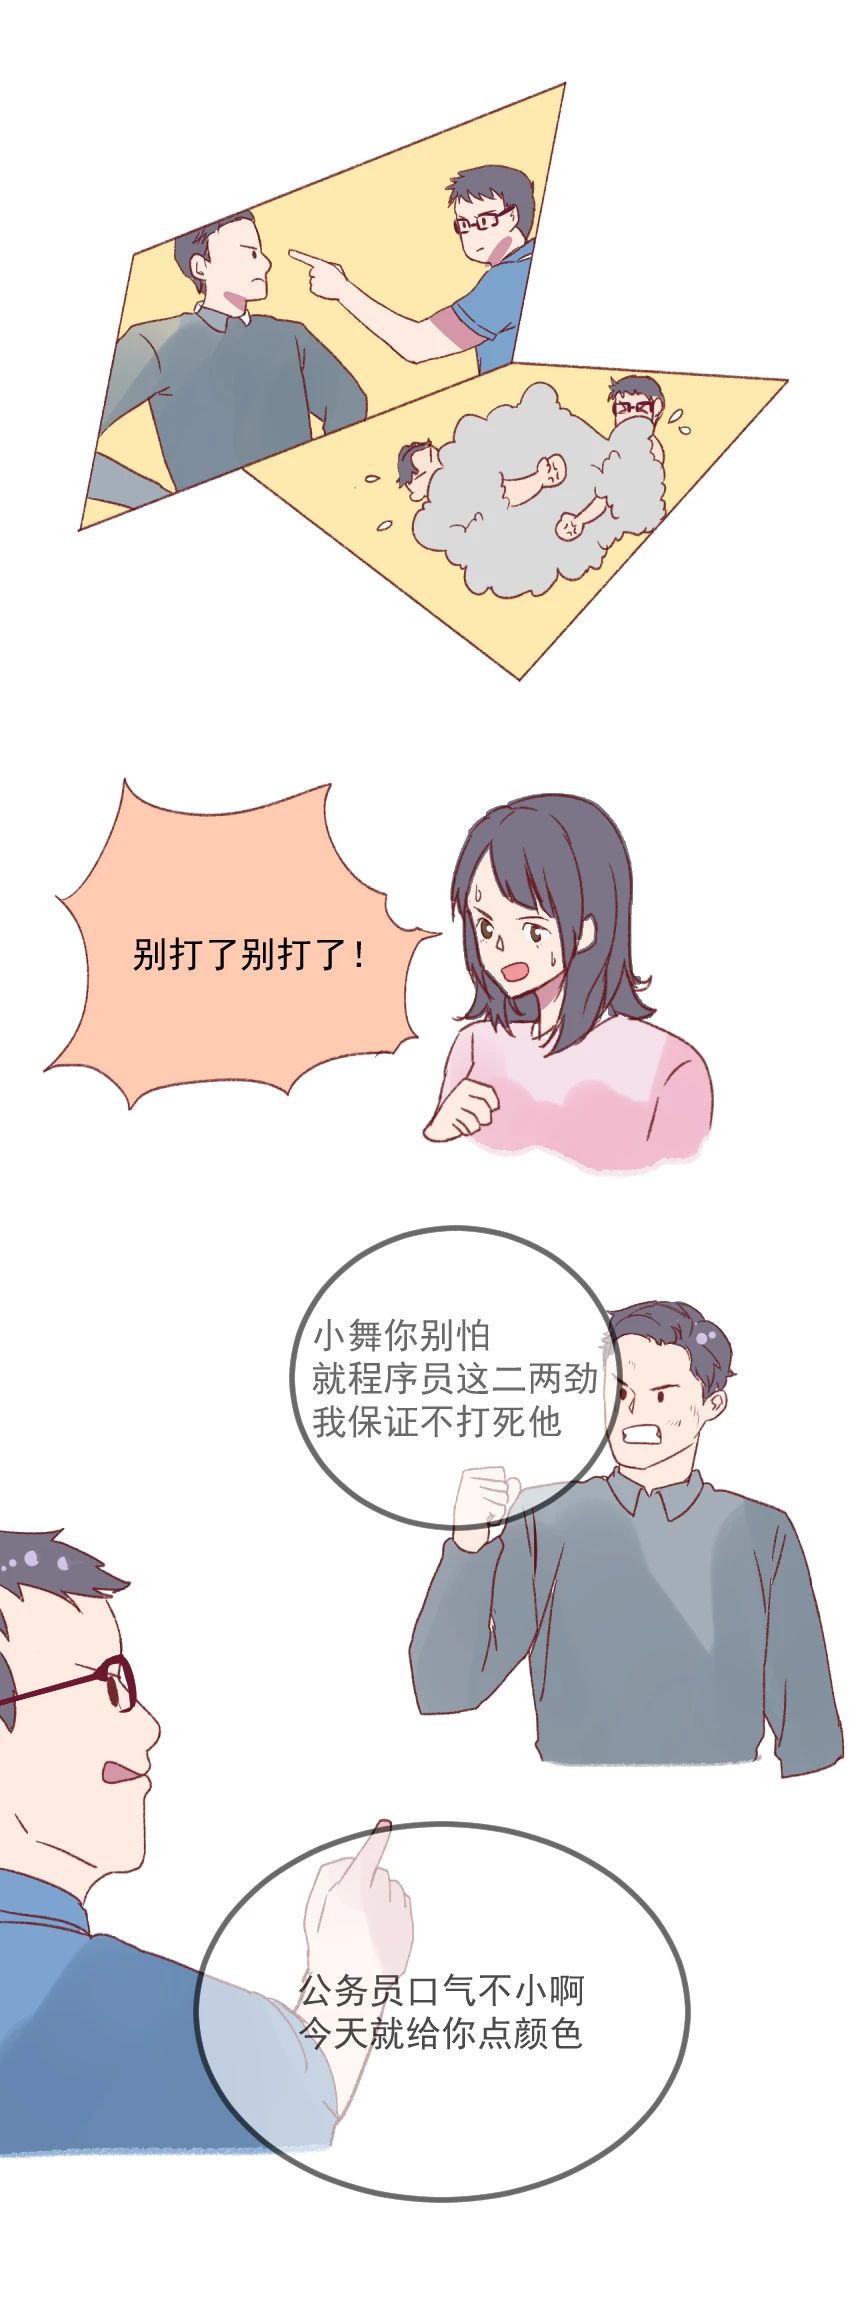 别打了别打了！
小舞你别怕
就程序员这二两劲
我保证不打死他
公务员口气不小啊
今天就给你点颜色